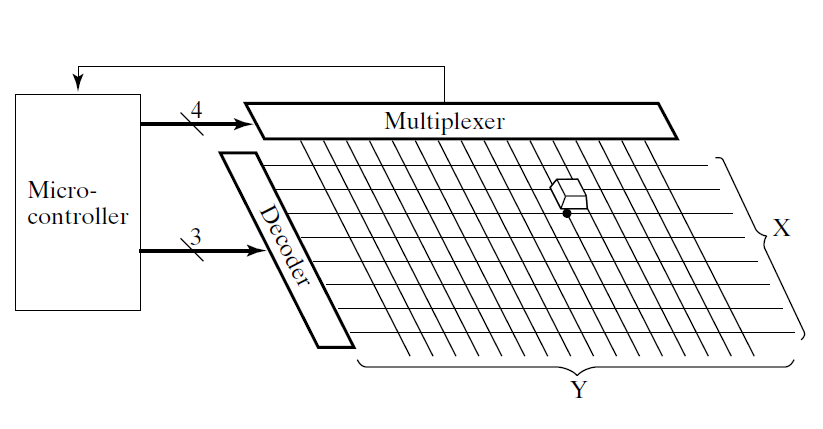 4
Multiplexer
Micro-
controller
3
Decoder
X
Y